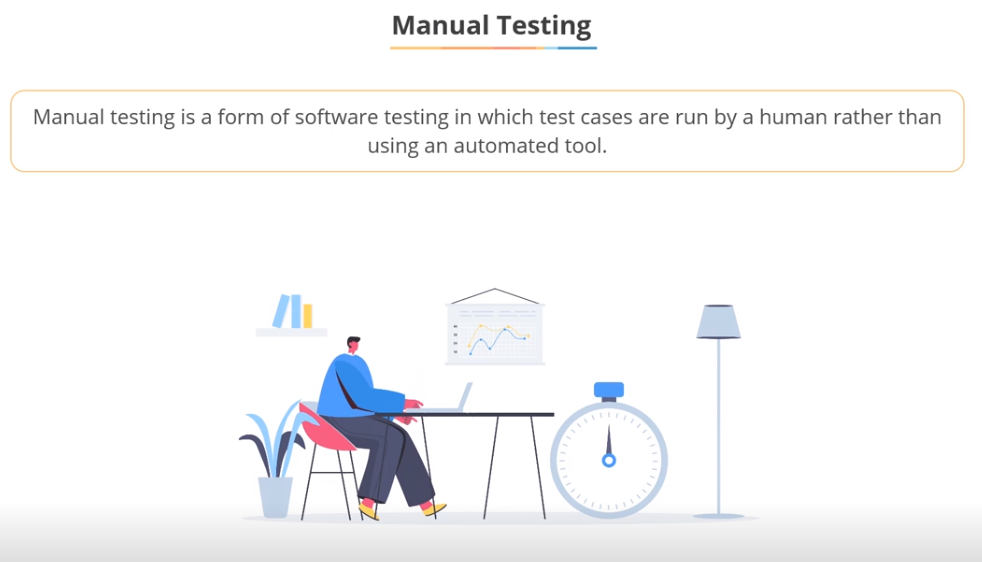 Manual Testing
Manual testing is a form of software testing in which test cases are run by a human rather than
using an automated tool.